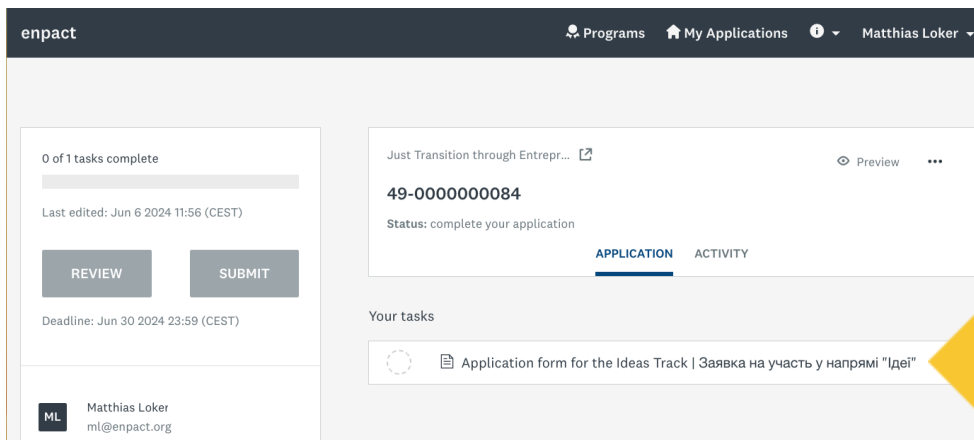 enpact
Programs
My Applications
Matthias Loker
0 of 1 tasks complete
Last edited: Jun 6 2024 11:56 (CEST)
REVIEW
SUBMIT
Deadline: Jun 30 2024 23:59 (CEST)
ML
Matthias Loker
ml@enpact.org
Just Transition through Entrepr...
Preview
49-0000000084
Status: complete your application
APPLICATION
ACTIVITY
Your tasks
Application form for the Ideas Track | Заявка на участь у напрямі "Ідеї"